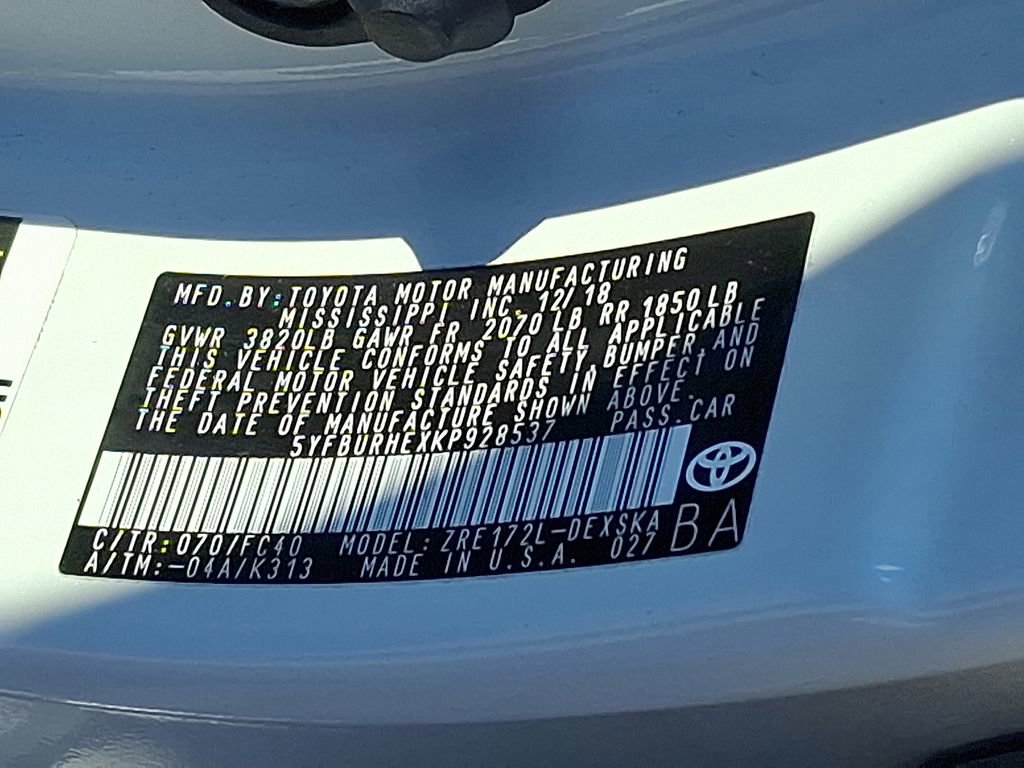 MFD.BY:TOYOTA MOTOR MANUFACTURING
MISSISSIPPI INC. 12/18
GVWR 3820LB GAWR FR 2070LB RR 1850LB
THIS VEHICLE CONFORMS TO ALL APPLICABLE
FEDERAL MOTOR VEHICLE SAFETY,BUMPER,AND
THEFT PREVENTION STANDARDS IN EFFECT ON
THE DATE OF MANUFACTURE SHOWN ABOVE.
5YFBURHEXKP928537 PASS.CAR
C/TR:070/FC40 MODEL:ZRE172L-DEXSKA
A/TM:-04A/K313 MADE IN U.S.A. 027 BA